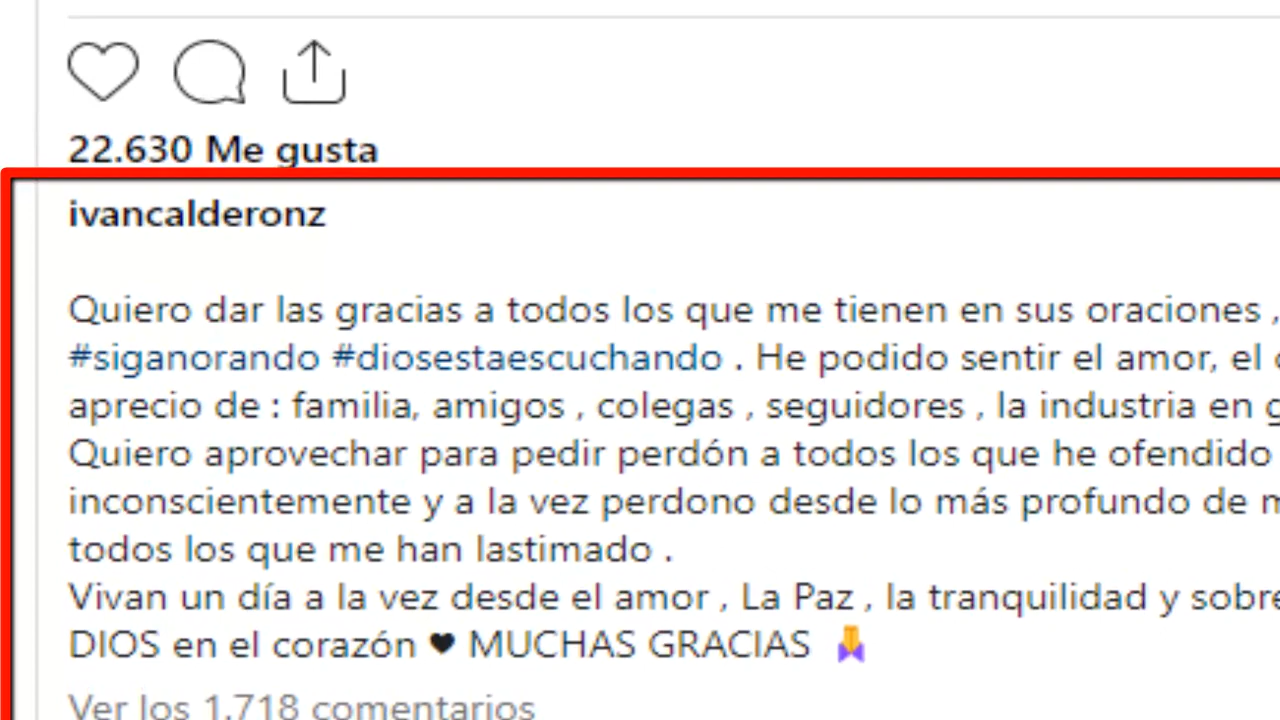 22.630 Me gusta
ivancalderonz
Quiero dar las gracias a todos los que me tienen en sus oraciones ,
#siganorando #diosestaescuchando . He podido sentir el amor, el
aprecio de : familia, amigos , colegas , seguidores , la industria en
Quiero aprovechar para pedir perdón a todos los que he ofendido
inconscientemente y a la vez perdono desde lo más profundo de
todos los que me han lastimado .
Vivan un día a la vez desde el amor , La Paz , la tranquilidad y sobre
DIOS en el corazón ❤ MUCHAS GRACIAS 🙏
Ver los 1.718 comentarios